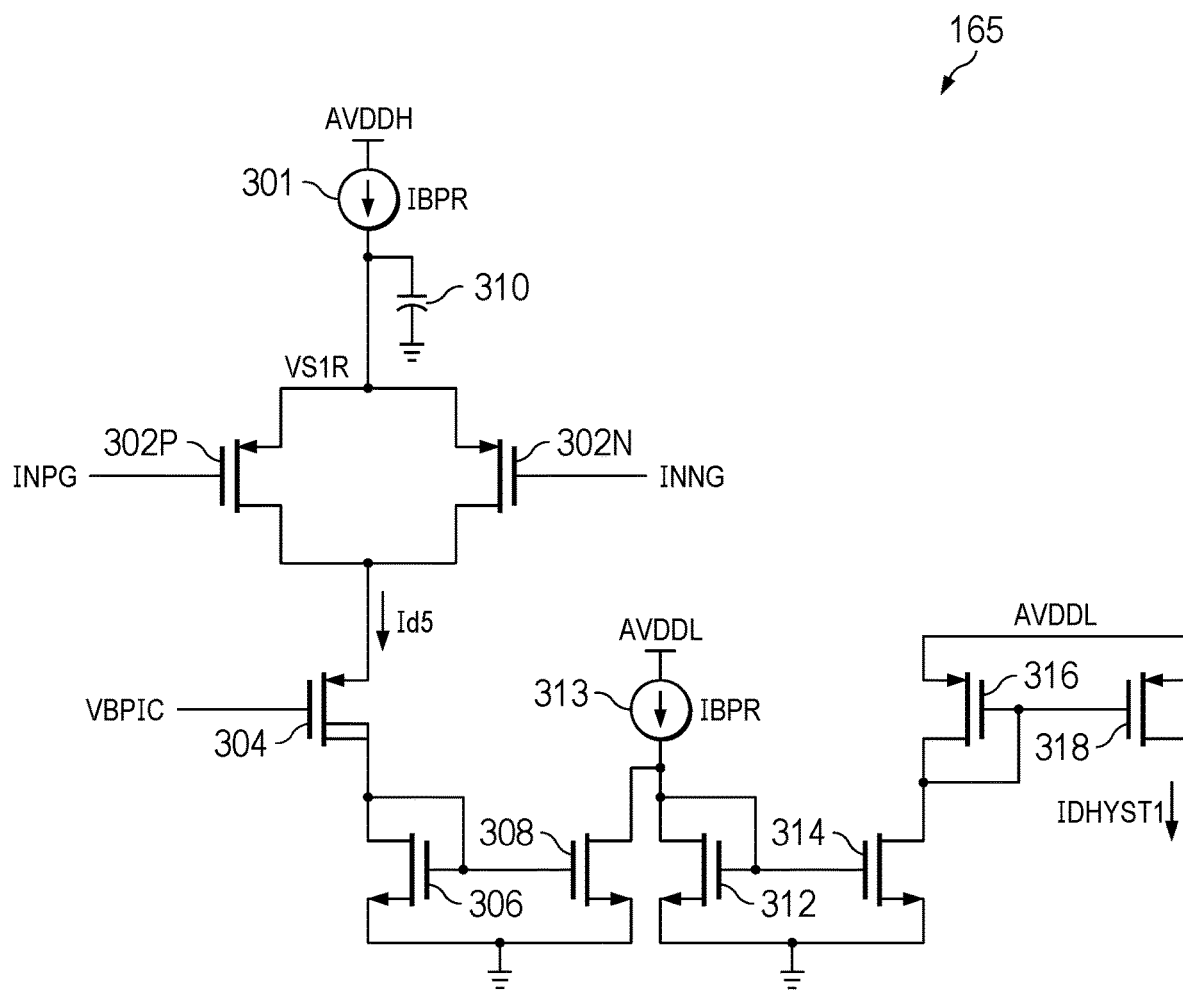 165
AVDDH
301
IBPR
310
VS1R
302P
302N
INPG
INNG
Id5
AVDDL
AVDDL
313
IBPR
316
VBPIC
304
318
IDHYST1
308
314
306
312